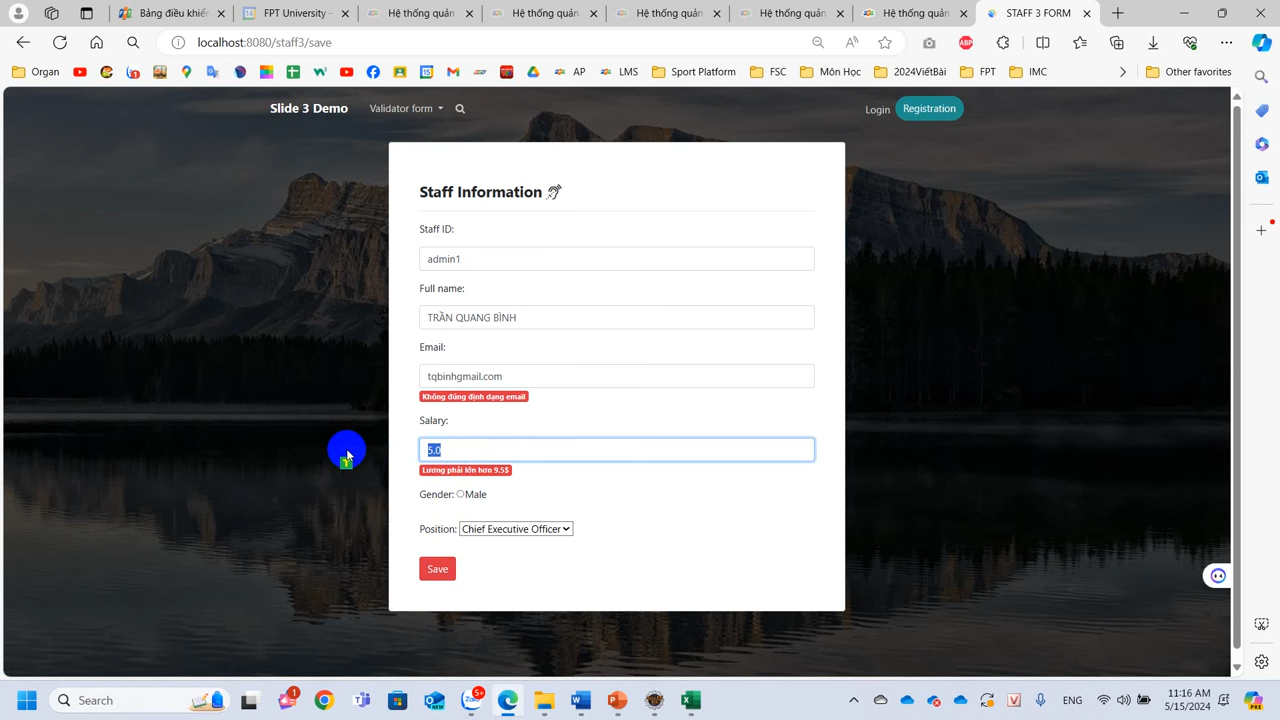 Bảng điều khiể
FPT University –
Hệ thống quản
Hệ thống quản
Hệ thống quản
Hệ thống quản
Hệ thống quản
STAFF 3 FORM
localhost:8080/staff3/save
Organ
AP
LMS
Sport Platform
FSC
Môn Học
2024ViếtBài
FPT
IMC
Other favorites
Slide 3 Demo
Validator form
Login
Registration
Staff Information
Staff ID:
admin1
Full name:
TRẦN QUANG BÌNH
Email:
tqbinhgmail.com
Không đúng định dạng email
Salary:
5.0
Lương phải lớn hơn 9.5$
Gender: Male
Position: Chief Executive Officer
Save
Search
ENG
11:16 AM
5/15/2024